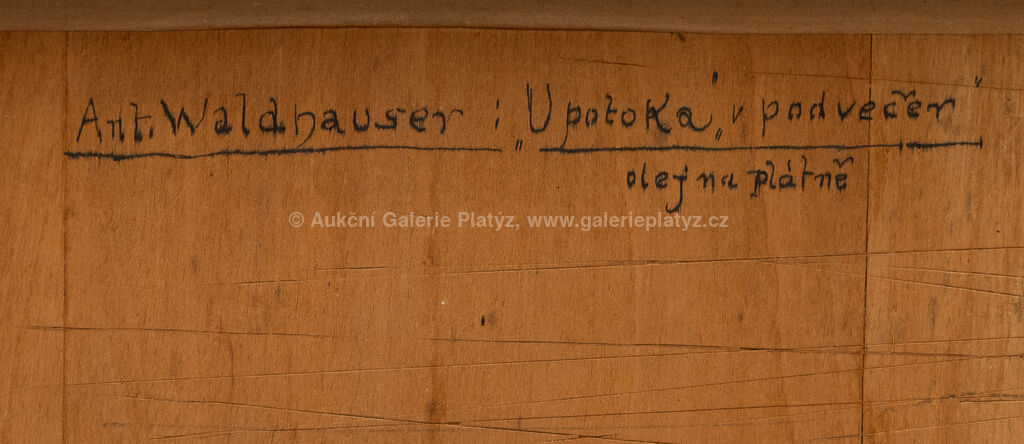 Ant. Waldhauser : „U potoka" „v podvečer"
olej na plátně
© Aukční Galerie Platýz, www.galerieplatyz.cz